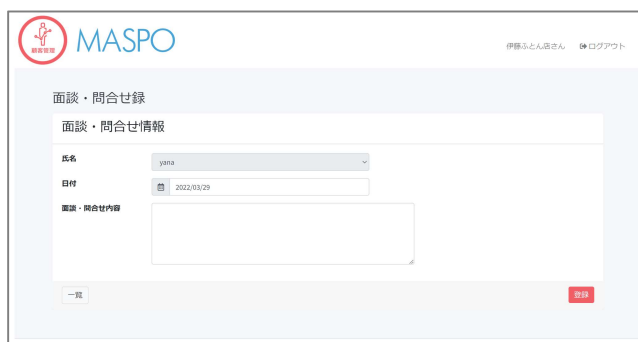 顧客管理
MASPO
伊藤ふとん店さん ログアウト
面談・問合せ録
面談・問合せ情報
氏名
yana
日付
2022/03/29
面談・問合せ内容
一覧
登録